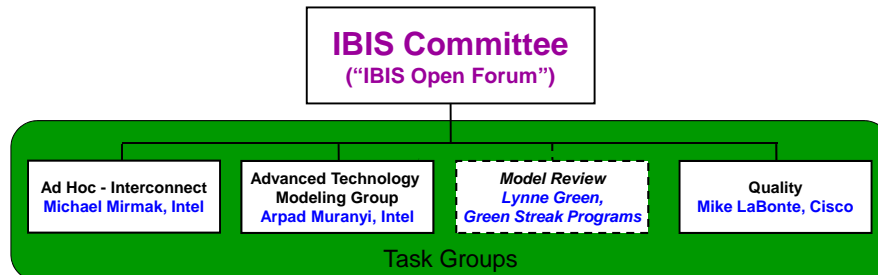 IBIS Committee
(“IBIS Open Forum”)
Ad Hoc - Interconnect
Michael Mirmak, Intel
Advanced Technology
Modeling Group
Arpad Muranyi, Intel
Model Review
Lynne Green,
Green Streak Programs
Quality
Mike LaBonte, Cisco
Task Groups